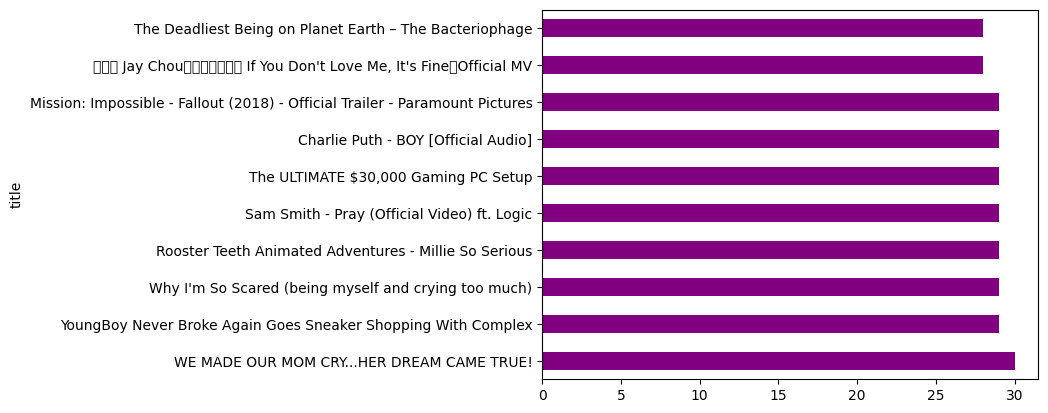 The Deadliest Being on Planet Earth – The Bacteriophage
Jay Chou If You Don't Love Me, It's Fine Official MV
Mission: Impossible - Fallout (2018) - Official Trailer - Paramount Pictures
Charlie Puth - BOY [Official Audio]
The ULTIMATE $30,000 Gaming PC Setup
Sam Smith - Pray (Official Video) ft. Logic
Rooster Teeth Animated Adventures - Millie So Serious
Why I'm So Scared (being myself and crying too much)
YoungBoy Never Broke Again Goes Sneaker Shopping With Complex
WE MADE OUR MOM CRY...HER DREAM CAME TRUE!
title
0 5 10 15 20 25 30